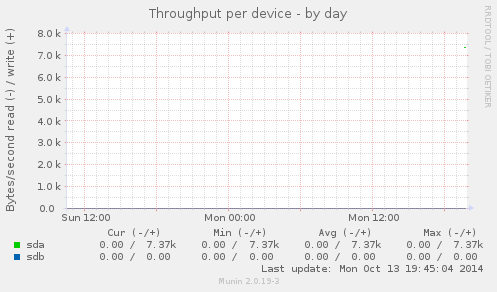 Throughput per device - by day
RRDTOOL / TOBI OETIKER
Bytes/second read (-) / write (+)
8.0 k
7.0 k
6.0 k
5.0 k
4.0 k
3.0 k
2.0 k
1.0 k
0.0
Sun 12:00 Mon 00:00 Mon 12:00
Cur (-/+) Min (-/+) Avg (-/+) Max (-/+)
sda 0.00 / 7.37k 0.00 / 7.37k 0.00 / 7.37k 0.00 / 7.37k
sdb 0.00 / 0.00 0.00 / 0.00 0.00 / 0.00 0.00 / 0.00
Last update: Mon Oct 13 19:45:04 2014
Munin 2.0.19-3